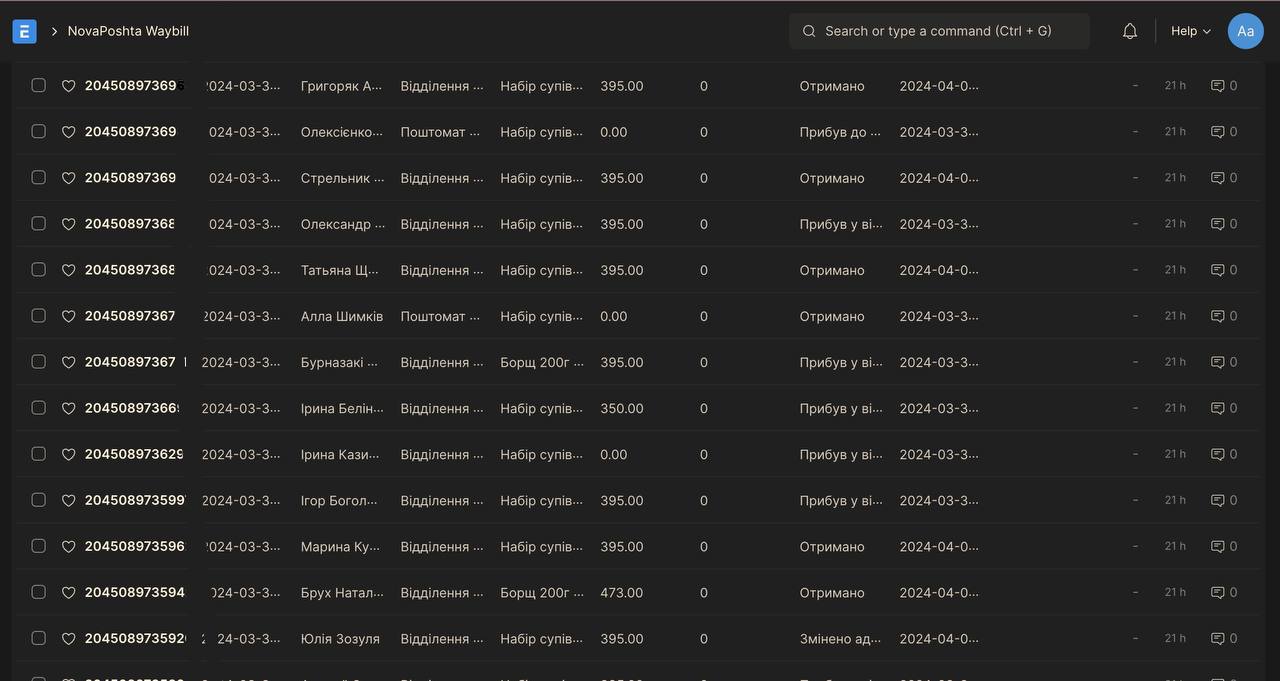 E > NovaPoshta Waybill Search or type a command (Ctrl + G) Help Aa
20450897369 024-03-3... Григоряк А... Відділення ... Набір супів... 395.00 0 Отримано 2024-04-0... - 21 h 0
20450897369 024-03-3... Олексієнко... Поштомат ... Набір супів... 0.00 0 Прибув до ... 2024-03-3... - 21 h 0
20450897369 024-03-3... Стрельник ... Відділення ... Набір супів... 395.00 0 Отримано 2024-04-0... - 21 h 0
20450897368 024-03-3... Олександр ... Відділення ... Набір супів... 395.00 0 Прибув у ві... 2024-03-3... - 21 h 0
20450897368 024-03-3... Татьяна Щ... Відділення ... Набір супів... 395.00 0 Отримано 2024-04-0... - 21 h 0
20450897367 2024-03-3... Алла Шимків Поштомат ... Набір супів... 0.00 0 Отримано 2024-03-3... - 21 h 0
20450897367 2024-03-3... Бурназакі ... Відділення ... Борщ 200г ... 395.00 0 Прибув у ві... 2024-03-3... - 21 h 0
20450897366 2024-03-3... Ірина Белін... Відділення ... Набір супів... 350.00 0 Прибув у ві... 2024-03-3... - 21 h 0
204508973629 2024-03-3... Ірина Кази... Відділення ... Набір супів... 0.00 0 Прибув у ві... 2024-03-3... - 21 h 0
204508973599 2024-03-3... Ігор Богол... Відділення ... Набір супів... 395.00 0 Прибув у ві... 2024-03-3... - 21 h 0
204508973596 024-03-3... Марина Ку... Відділення ... Набір супів... 395.00 0 Отримано 2024-04-0... - 21 h 0
204508973594 024-03-3... Брух Натал... Відділення ... Борщ 200г ... 473.00 0 Отримано 2024-04-0... - 21 h 0
204508973592 24-03-3... Юлія Зозуля Відділення ... Набір супів... 395.00 0 Змінено ад... 2024-04-0... - 21 h 0